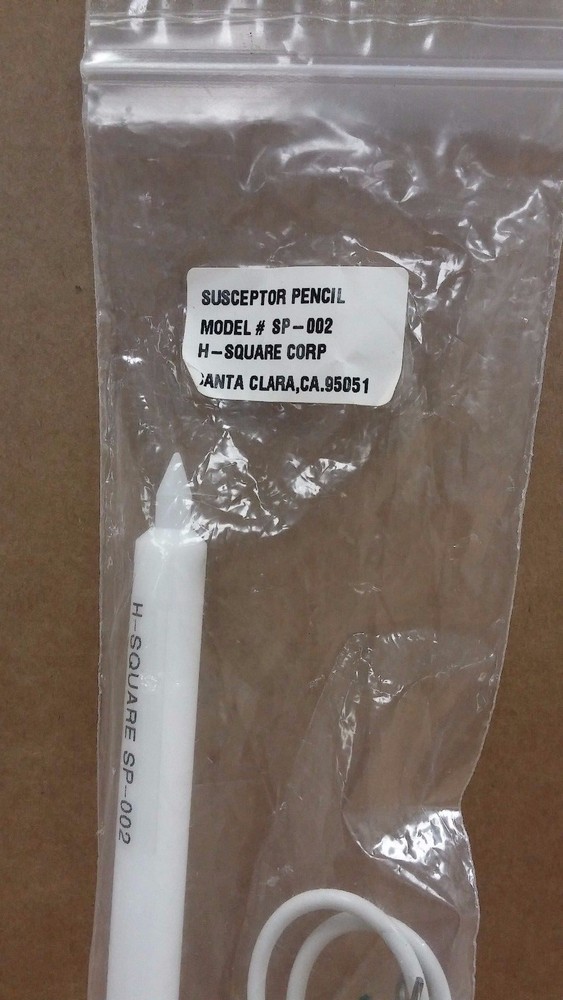 SUSCEPTOR PENCIL
MODEL # SP-002
H-SQUARE CORP
SANTA CLARA,CA.95051
H-SQUARE SP-002